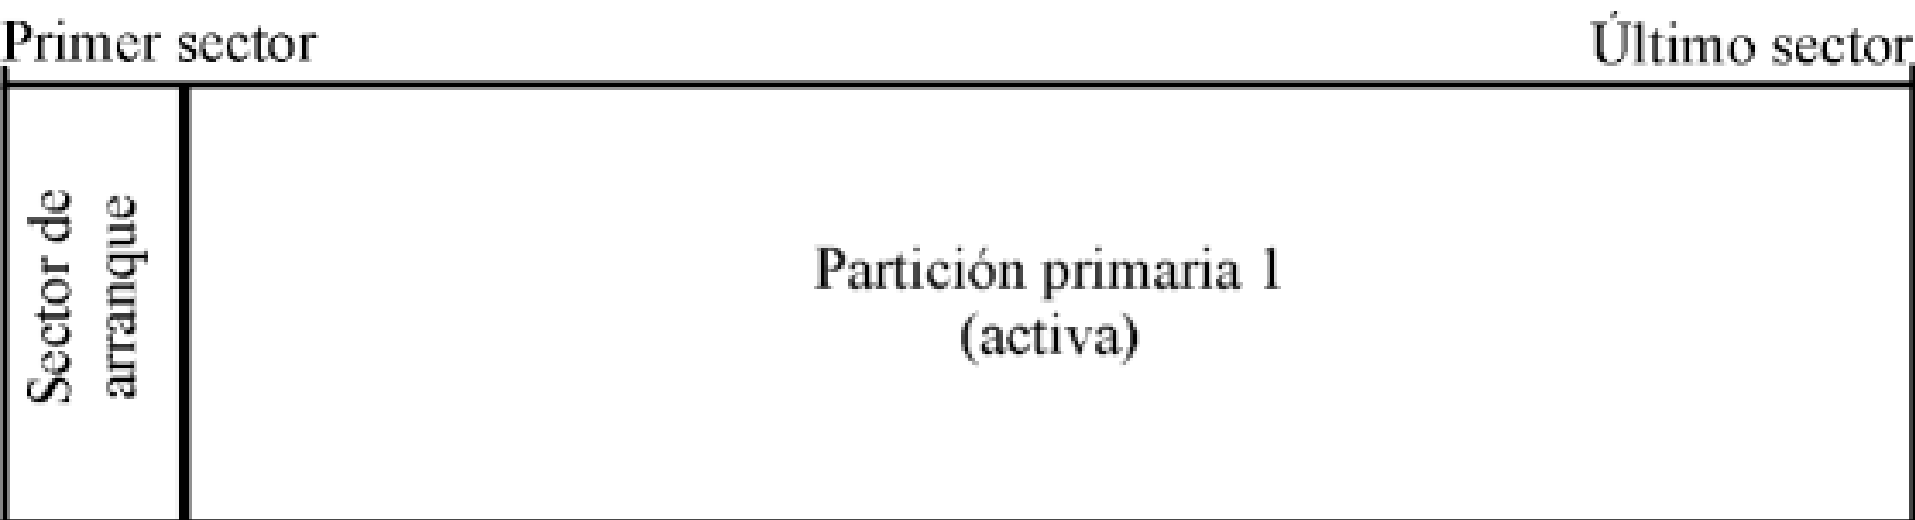 Primer sector
Último sector
Sector de
arranque
Partición primaria 1
(activa)